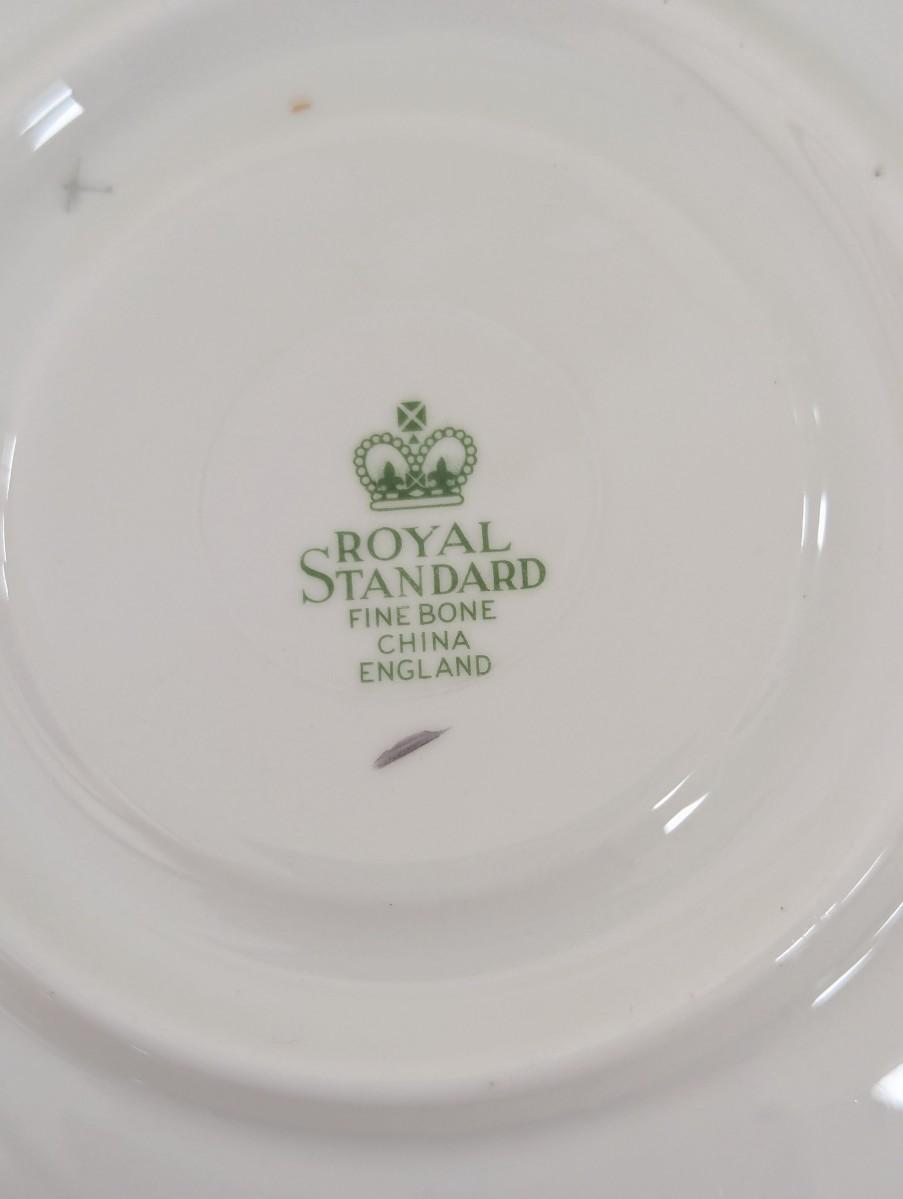 ROYAL
STANDARD
FINE BONE
CHINA
ENGLAND